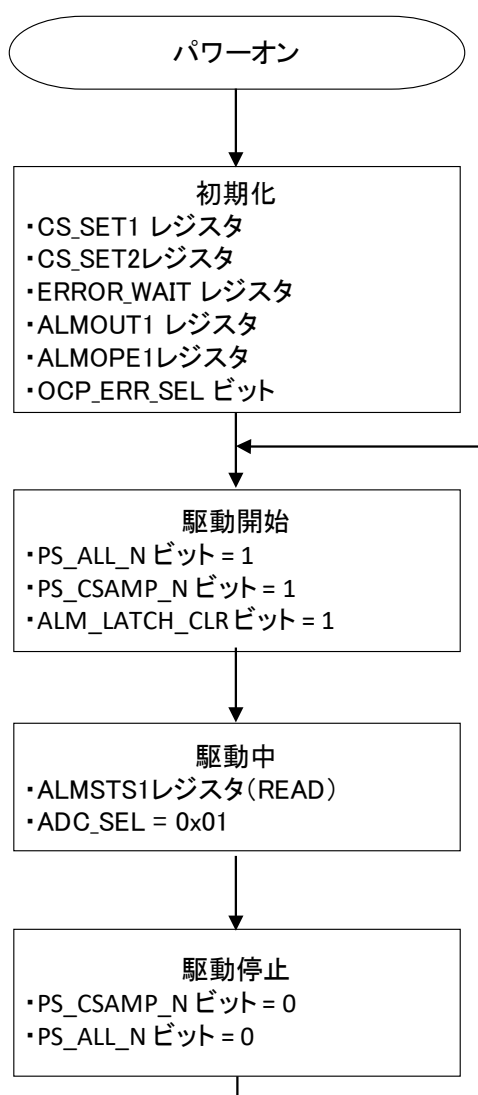 パワーオン
初期化
・CS_SET1 レジスタ
・CS_SET2レジスタ
・ERROR_WAIT レジスタ
・ALMOUT1 レジスタ
・ALMOPE1レジスタ
・OCP_ERR_SEL ビット
駆動開始
・PS_ALL_N ビット = 1
・PS_CSAMP_N ビット = 1
・ALM_LATCH_CLR ビット = 1
駆動中
・ALMSTS1レジスタ(READ)
・ADC_SEL = 0x01
駆動停止
・PS_CSAMP_N ビット = 0
・PS_ALL_N ビット = 0